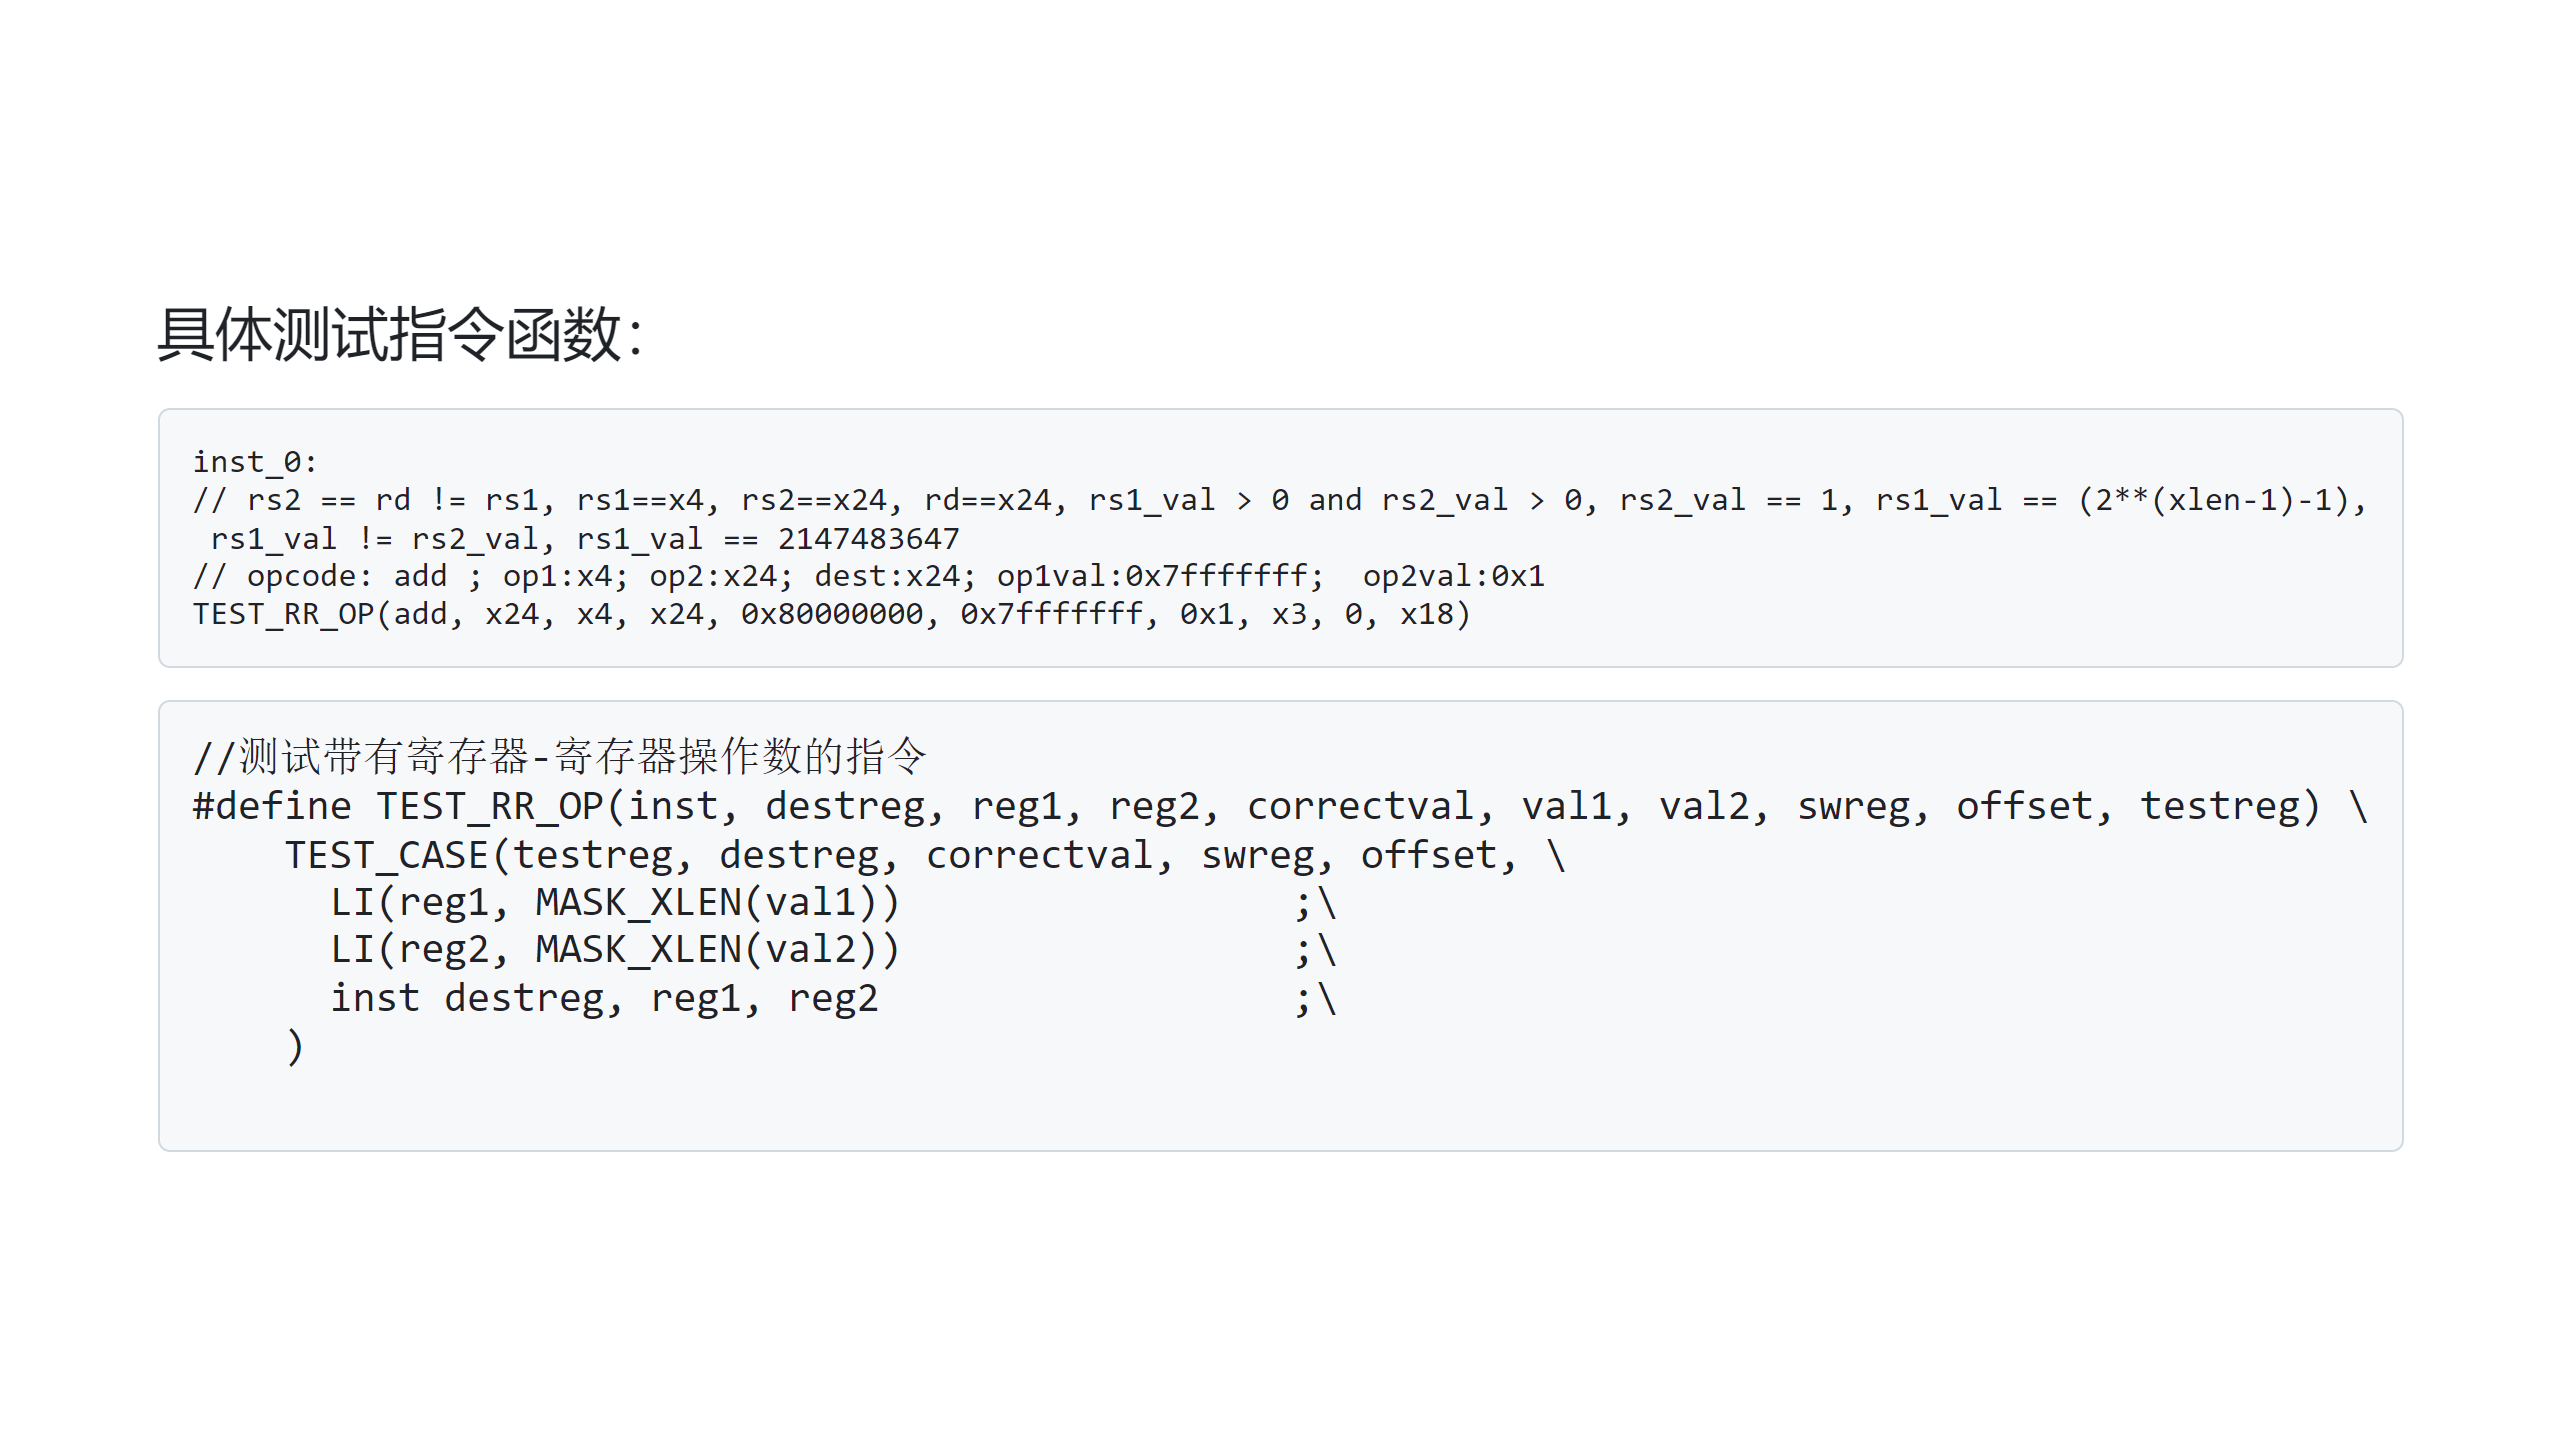 具体测试指令函数：
inst_0:
// rs2 == rd != rs1, rs1==x4, rs2==x24, rd==x24, rs1_val > 0 and rs2_val > 0, rs2_val == 1, rs1_val == (2**(xlen-1)-1),
rs1_val != rs2_val, rs1_val == 2147483647
// opcode: add ; op1:x4; op2:x24; dest:x24; op1val:0x7fffffff;  op2val:0x1
TEST_RR_OP(add, x24, x4, x24, 0x80000000, 0x7fffffff, 0x1, x3, 0, x18)
//测试带有寄存器-寄存器操作数的指令
#define TEST_RR_OP(inst, destreg, reg1, reg2, correctval, val1, val2, swreg, offset, testreg) \
    TEST_CASE(testreg, destreg, correctval, swreg, offset, \
      LI(reg1, MASK_XLEN(val1))                 ;\
      LI(reg2, MASK_XLEN(val2))                 ;\
      inst destreg, reg1, reg2                  ;\
    )